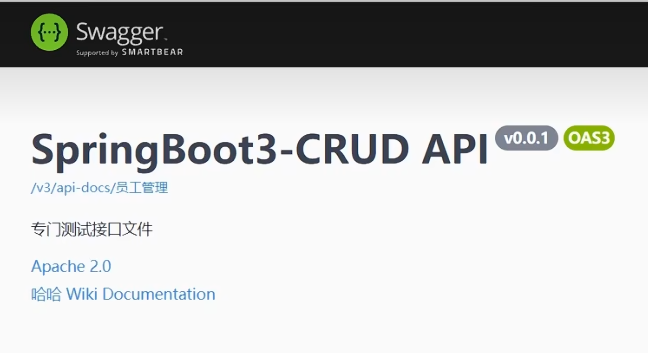 {···} Swagger
Supported by SMARTBEAR
SpringBoot3-CRUD API v0.0.1 OAS3
/v3/api-docs/员工管理
专门测试接口文件
Apache 2.0
哈哈 Wiki Documentation